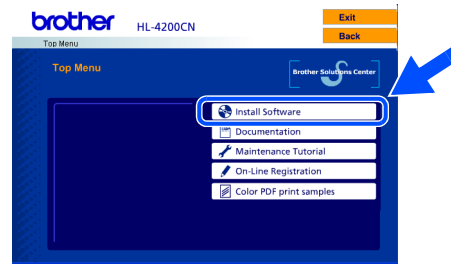 brother
HL-4200CN
Exit
Back
Top Menu
Top Menu
Brother Solutions Center
Install Software
Documentation
Maintenance Tutorial
On-Line Registration
Color PDF print samples